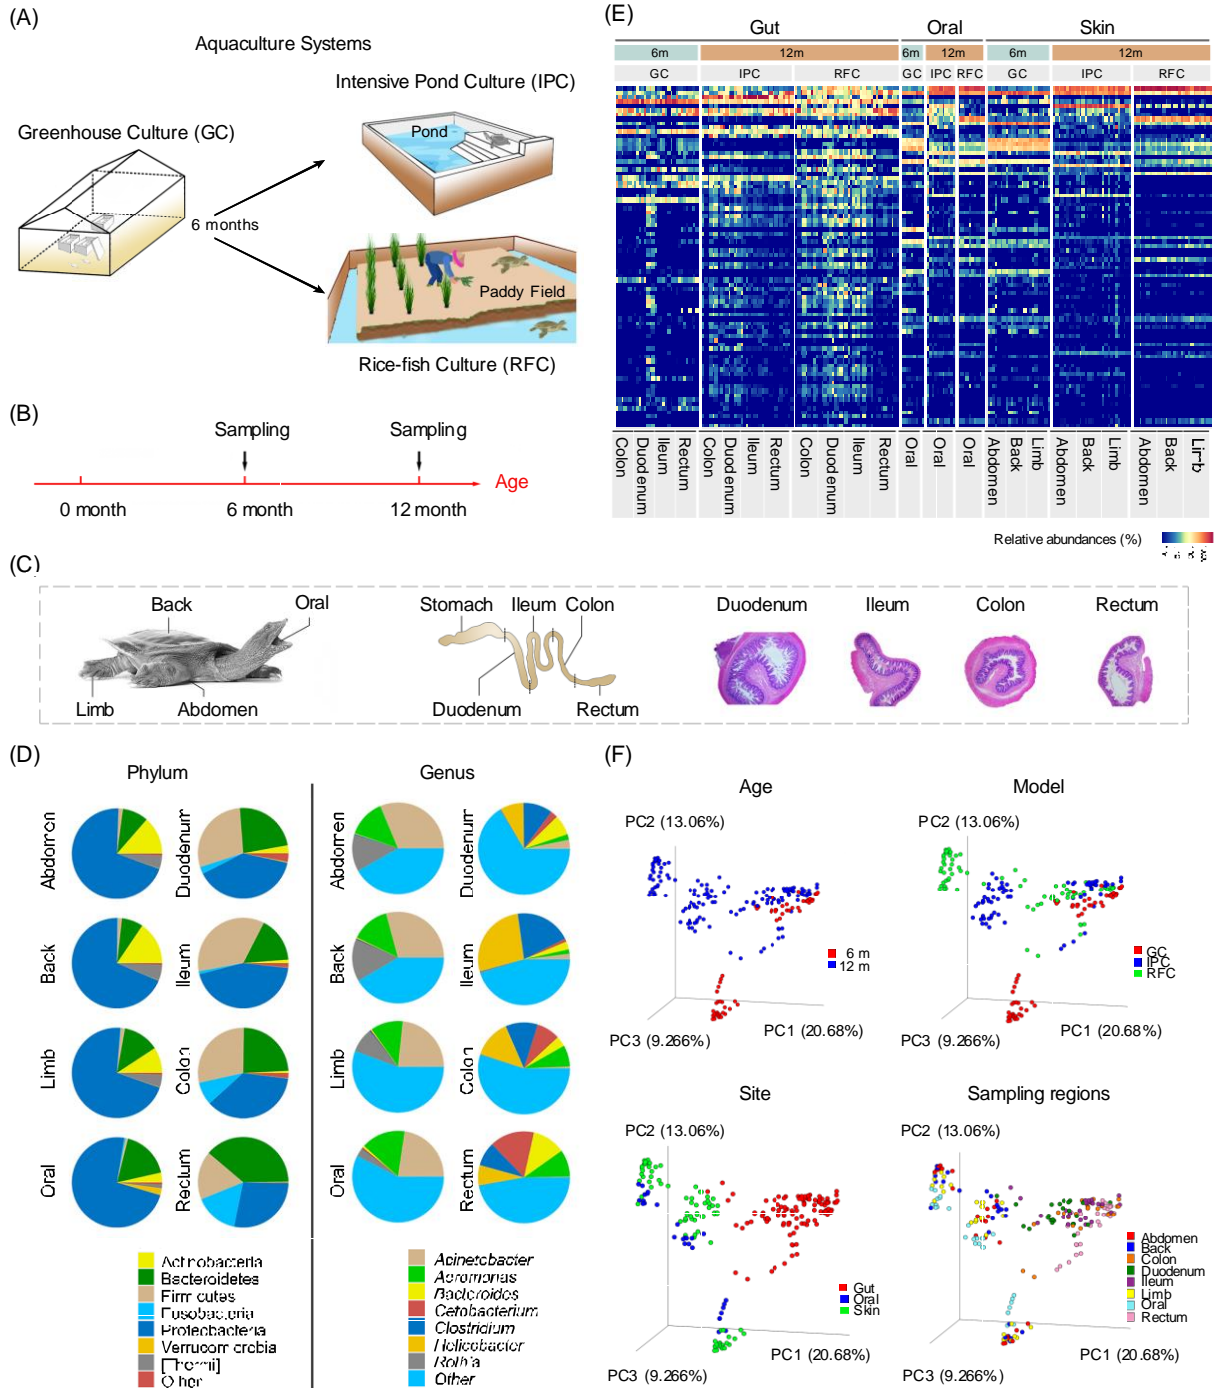 (A)
Aquaculture Systems
Intensive Pond Culture (IPC)
Pond
Greenhouse Culture (GC)
6 months
Paddy Field
Rice-fish Culture (RFC)
(B)
Sampling Sampling
Age
0 month 6 month 12 month
(C)
Back Oral
Limb Abdomen
Stomach Ileum Colon
Duodenum Rectum
Duodenum Ileum Colon Rectum
(D)
Phylum Genus
Abdomen Duodenum Abdomen Duodenum
Back Ileum Back Ileum
Limb Colon Limb Colon
Oral Rectum Oral Rectum
Actinobacteria
Bacteroidetes
Firmicutes
Fusobacteria
Proteobacteria
Verrucomicrobia
[Thermi]
Other
Acinetobacter
Aeromonas
Bacteroides
Cetobacterium
Clostridium
Helicobacter
Rothia
Other
(E)
Gut Oral Skin
6m 12m 6m 12m 6m 12m
GC IPC RFC GC IPC RFC GC IPC RFC
Colon Duodenum Ileum Rectum Colon Duodenum Ileum Rectum Colon Duodenum Ileum Rectum Oral Oral Oral Abdomen Back Limb Abdomen Back Limb Abdomen Back Limb
Relative abundances (%)
(F)
Age
PC2 (13.06%)
6 m
12 m
PC3 (9.266%) PC1 (20.68%)
Model
PC2 (13.06%)
GC
IPC
RFC
PC3 (9.266%) PC1 (20.68%)
Site
PC2 (13.06%)
Gut
Oral
Skin
PC3 (9.266%) PC1 (20.68%)
Sampling regions
PC2 (13.06%)
Abdomen
Back
Colon
Duodenum
Ileum
Limb
Oral
Rectum
PC3 (9.266%) PC1 (20.68%)